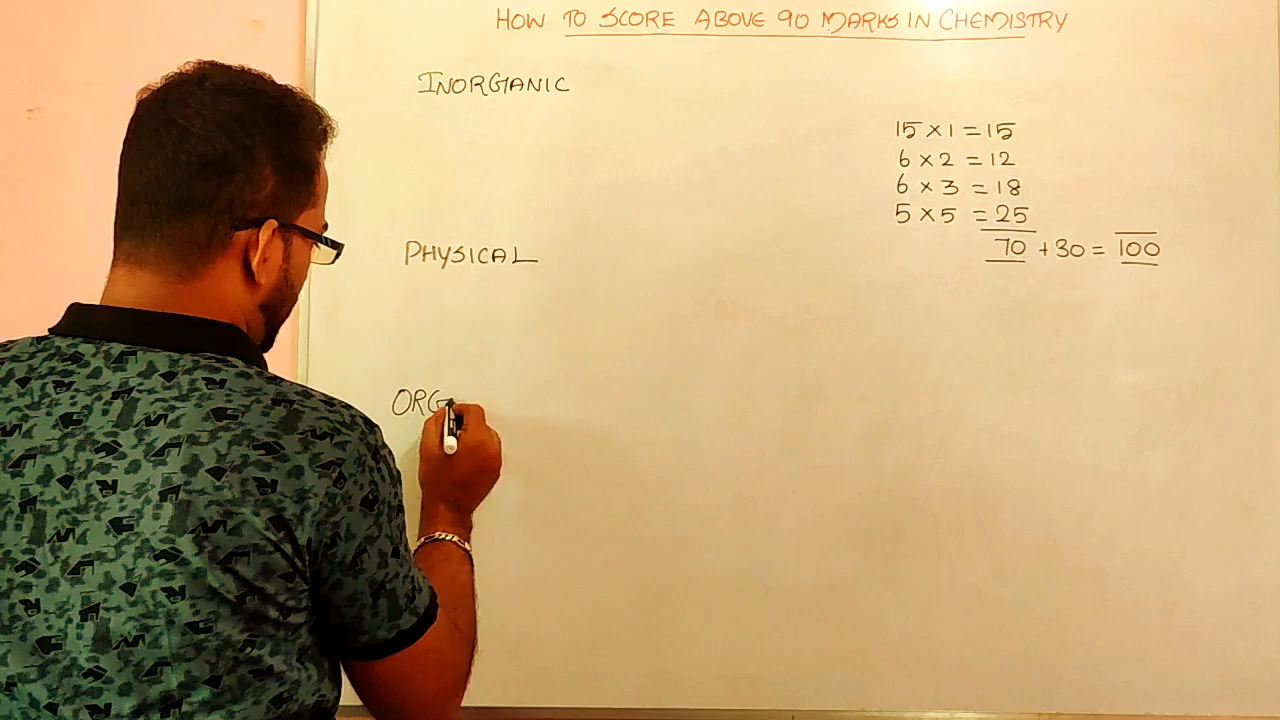 HOW TO SCORE ABOVE 90 MARKS IN CHEMISTRY
INORGANIC
15 × 1 = 15
6 × 2 = 12
6 × 3 = 18
5 × 5 = 25
70 + 30 = 100
PHYSICAL
ORG